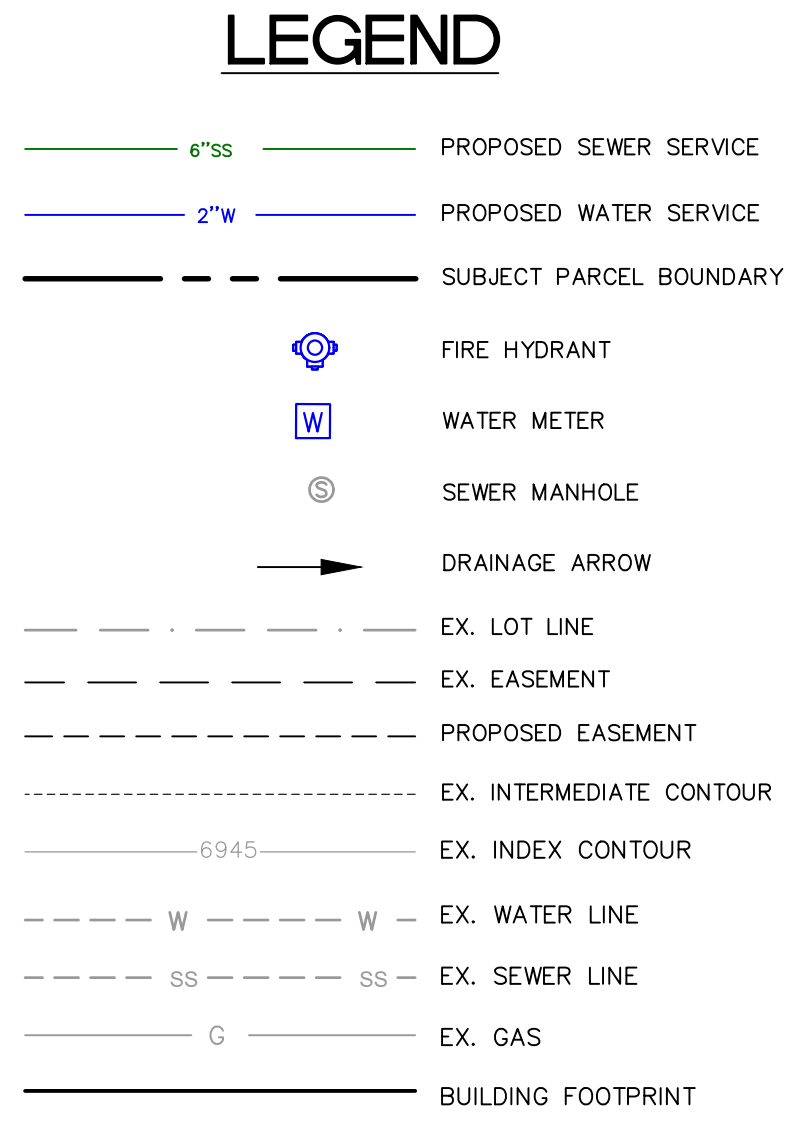 LEGEND
6"SS PROPOSED SEWER SERVICE
2"W PROPOSED WATER SERVICE
SUBJECT PARCEL BOUNDARY
FIRE HYDRANT
W WATER METER
S SEWER MANHOLE
DRAINAGE ARROW
EX. LOT LINE
EX. EASEMENT
PROPOSED EASEMENT
EX. INTERMEDIATE CONTOUR
6945 EX. INDEX CONTOUR
W W EX. WATER LINE
SS SS EX. SEWER LINE
G EX. GAS
BUILDING FOOTPRINT